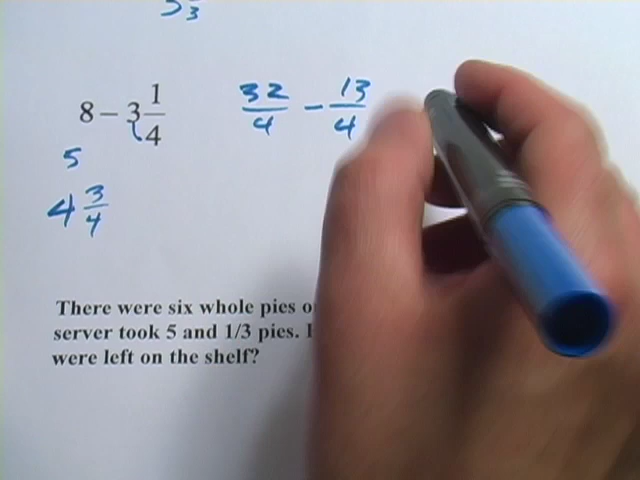 8 – 3 1/4
32/4 – 13/4
5
4 3/4
There were six whole pies
server took 5 and 1/3 pies.
were left on the shelf?